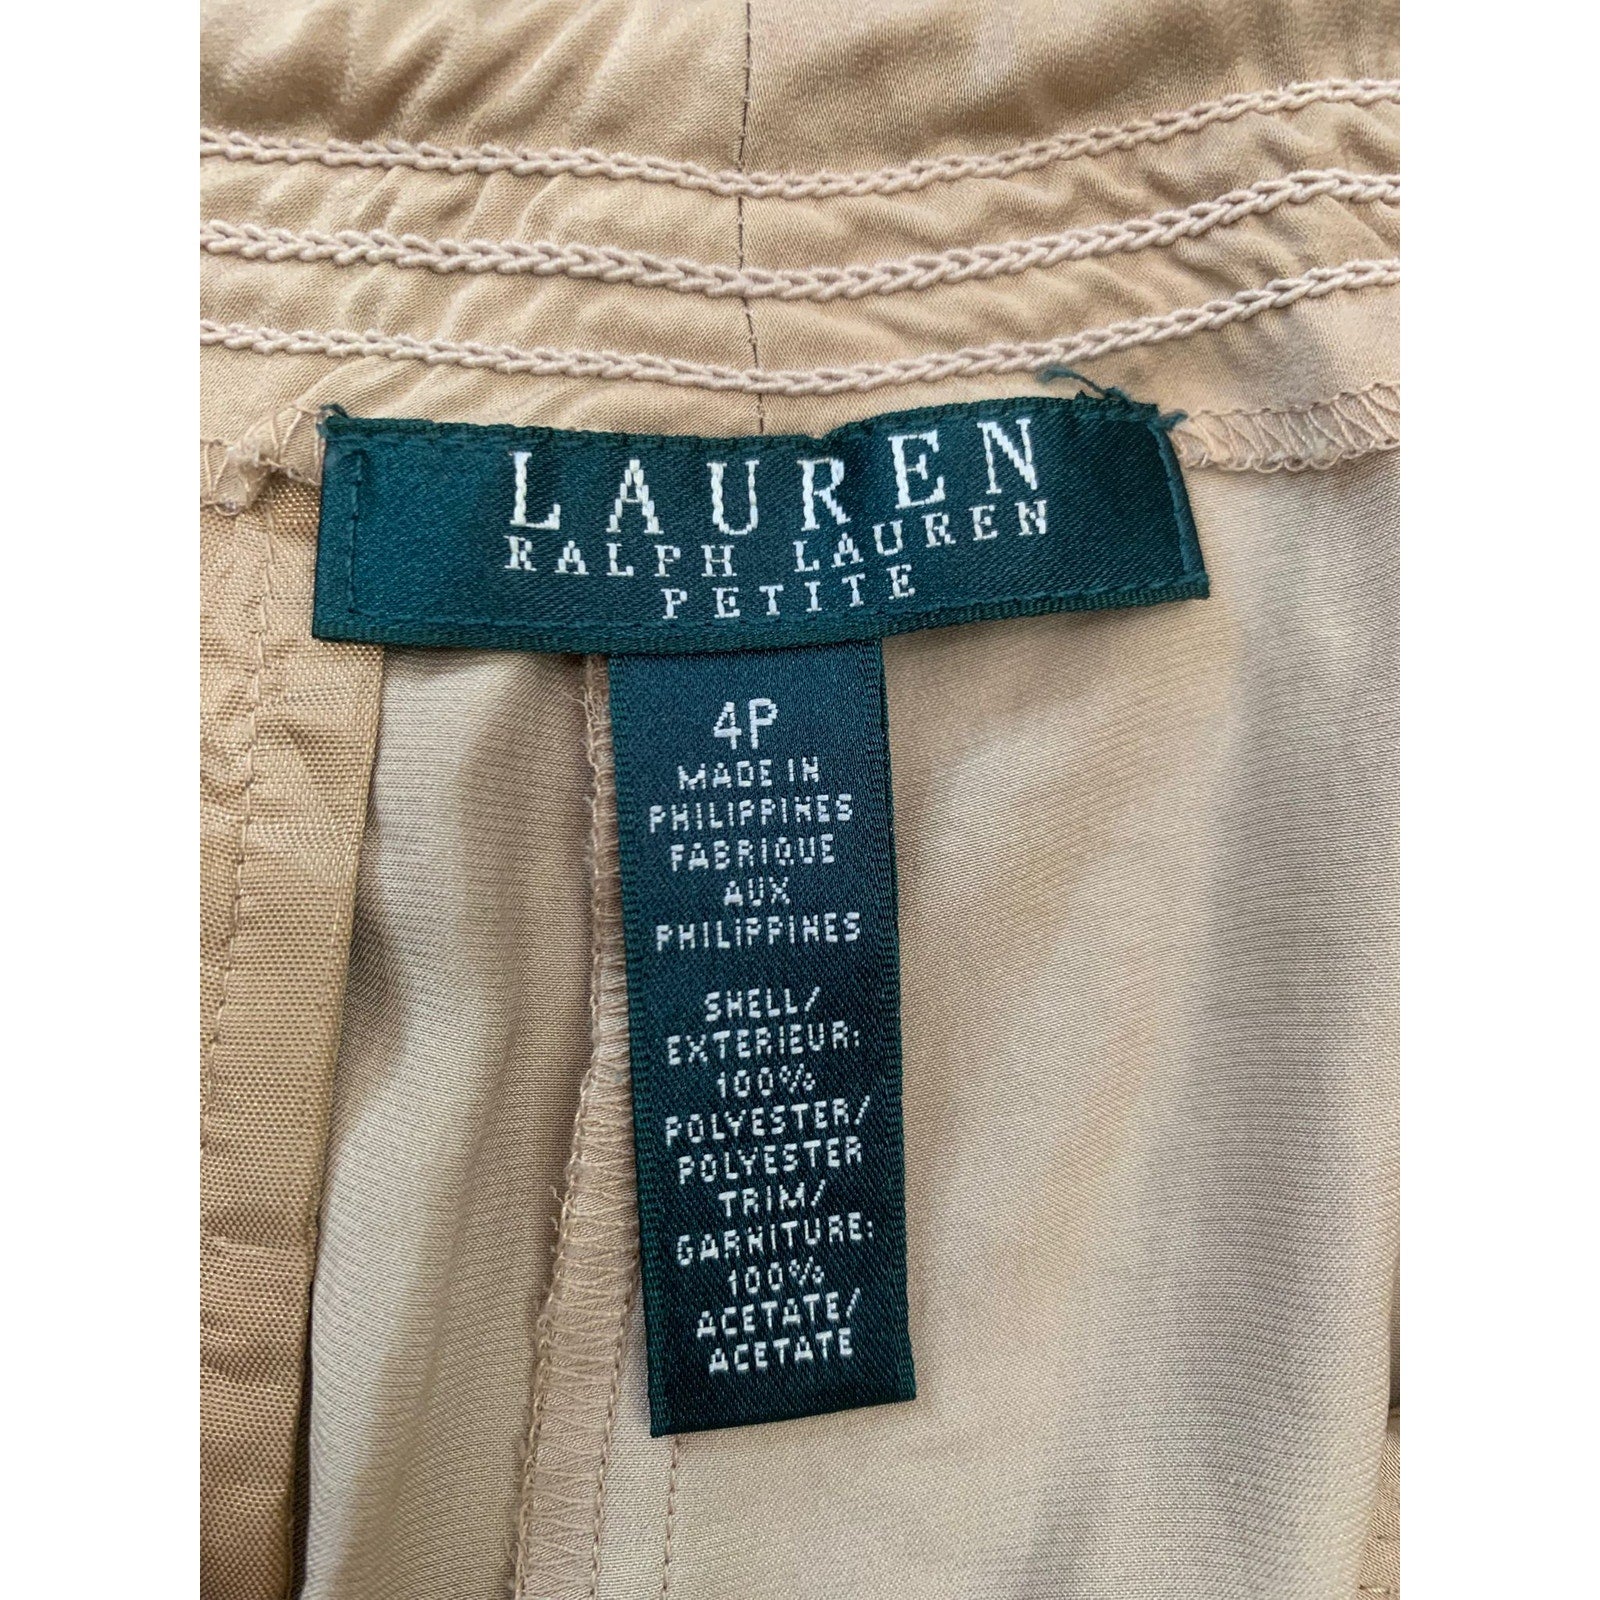 LAUREN
RALPH LAUREN
PETITE
4P
MADE IN
PHILIPPINES
FABRIQUE
AUX
PHILIPPINES
SHELL/
EXTERIEUR:
100%
POLYESTER/
POLYESTER
TRIM/
GARNITURE:
100%
ACETATE/
ACETATE